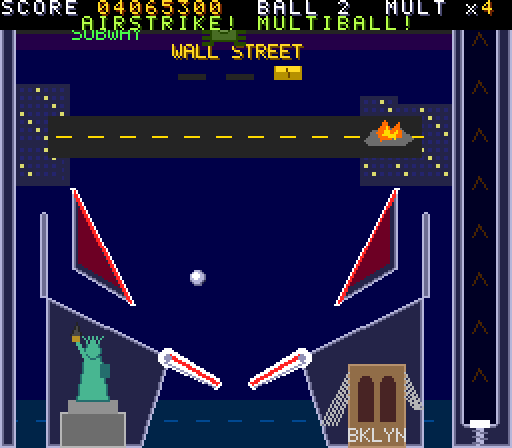 SCORE 04065300 BALL 2 MULT x4
AIRSTRIKE! MULTIBALL!
SUBWAY
WALL STREET
BKLYN